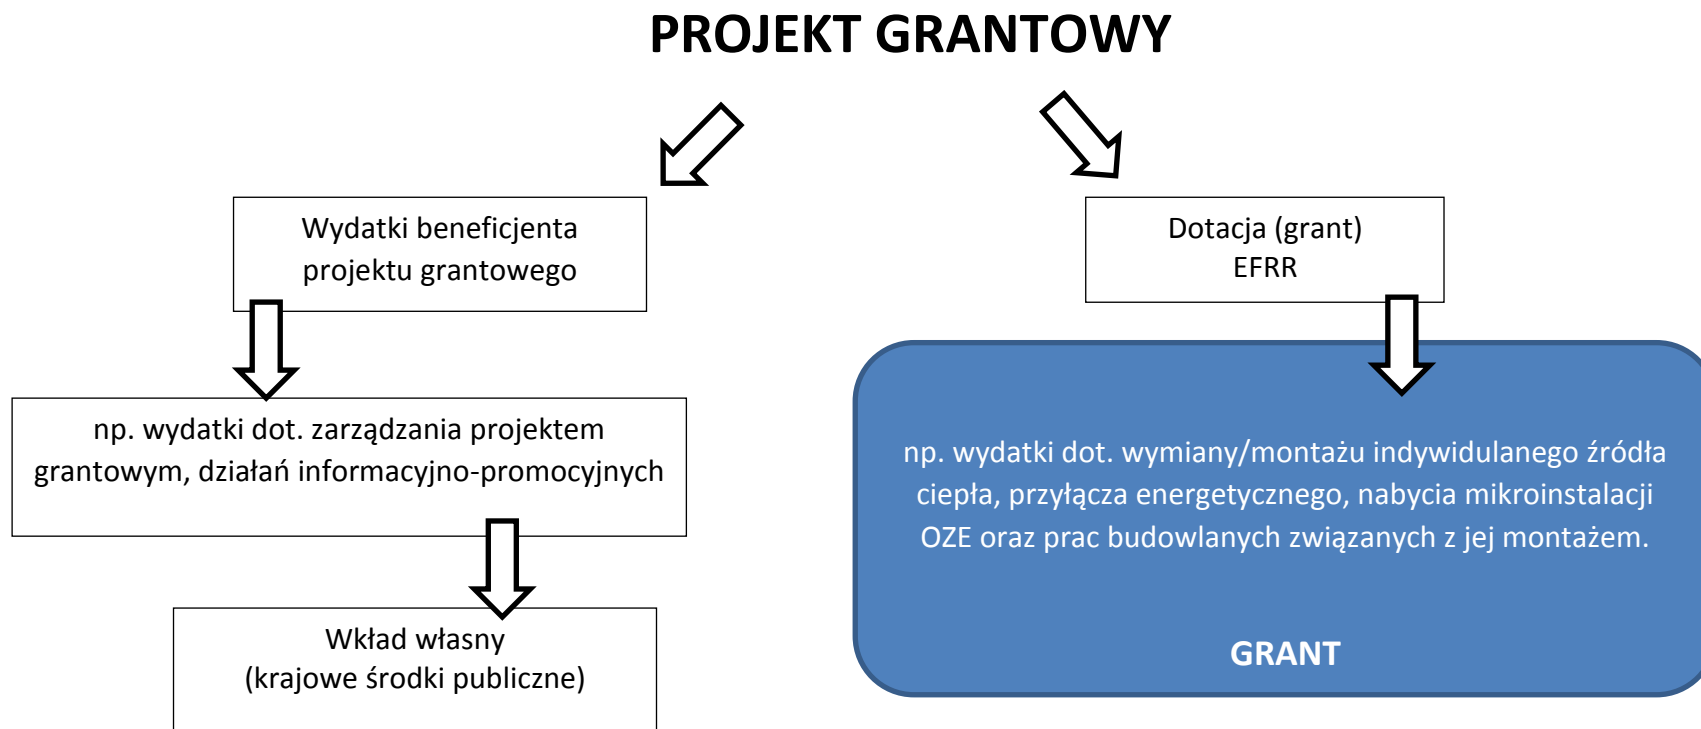 PROJEKT GRANTOWY
Wydatki beneficjenta
projektu grantowego
np. wydatki dot. zarządzania projektem
grantowym, działań informacyjno-promocyjnych
Wkład własny
(krajowe środki publiczne)
Dotacja (grant)
EFRR
np. wydatki dot. wymiany/montażu indywidulanego źródła
ciepła, przyłącza energetycznego, nabycia mikroinstalacji
OZE oraz prac budowlanych związanych z jej montażem.
GRANT